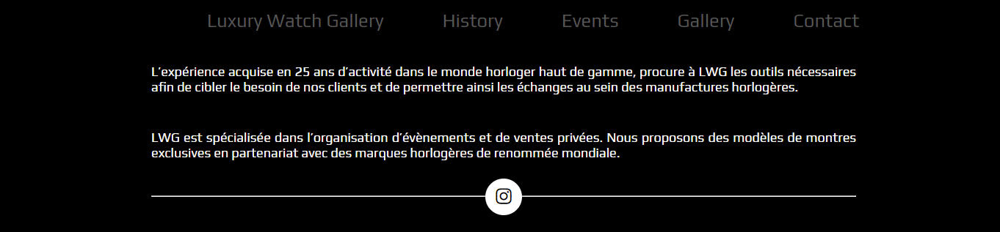 Luxury Watch Gallery History Events Gallery Contact
L’expérience acquise en 25 ans d’activité dans le monde horloger haut de gamme, procure à LWG les outils nécessaires
afin de cibler le besoin de nos clients et de permettre ainsi les échanges au sein des manufactures horlogères.
LWG est spécialisée dans l’organisation d’évènements et de ventes privées. Nous proposons des modèles de montres
exclusives en partenariat avec des marques horlogères de renommée mondiale.